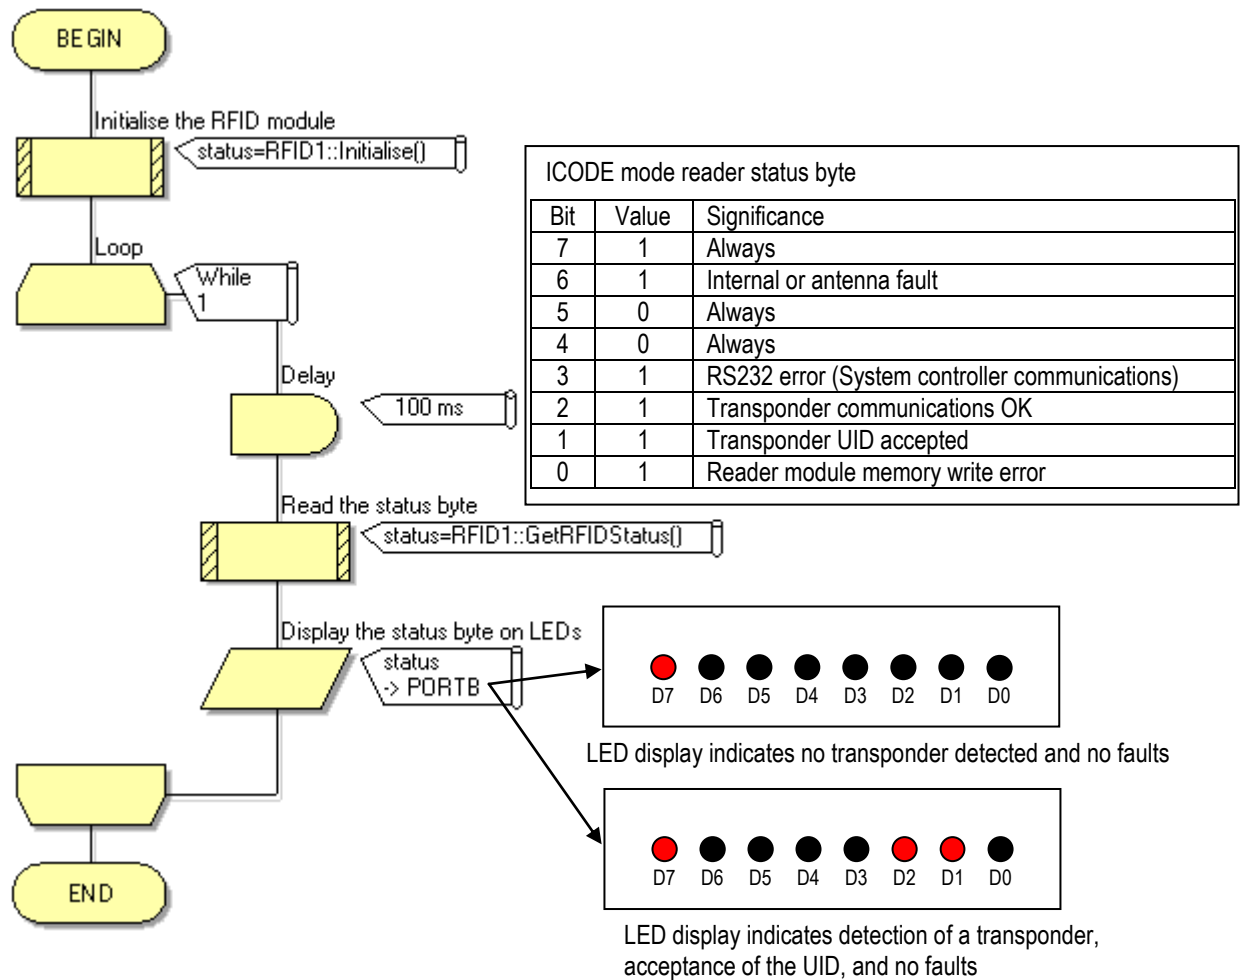 BEGIN
Initialise the RFID module
status=RFID1::Initialise()
Loop
While
1
Delay
100 ms
Read the status byte
status=RFID1::GetRFIDStatus()
Display the status byte on LEDs
status
-> PORTB
END
ICODE mode reader status byte
Bit Value Significance
7 1 Always
6 1 Internal or antenna fault
5 0 Always
4 0 Always
3 1 RS232 error (System controller communications)
2 1 Transponder communications OK
1 1 Transponder UID accepted
0 1 Reader module memory write error
D7 D6 D5 D4 D3 D2 D1 D0
LED display indicates no transponder detected and no faults
D7 D6 D5 D4 D3 D2 D1 D0
LED display indicates detection of a transponder,
acceptance of the UID, and no faults